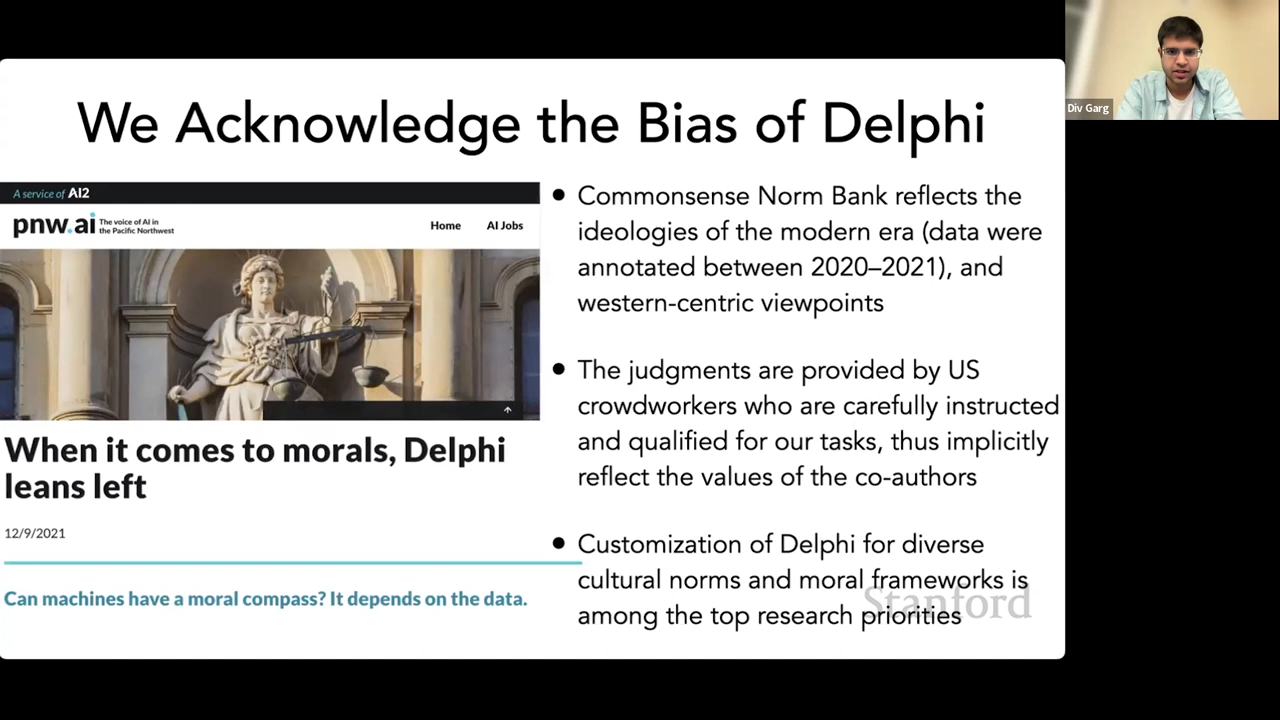 We Acknowledge the Bias of Delphi
A service of AI2
pnw.ai
The voice of AI in
the Pacific Northwest
Home
AI Jobs
When it comes to morals, Delphi
leans left
12/9/2021
Can machines have a moral compass? It depends on the data.
• Commonsense Norm Bank reflects the
ideologies of the modern era (data were
annotated between 2020–2021), and
western-centric viewpoints
• The judgments are provided by US
crowdworkers who are carefully instructed
and qualified for our tasks, thus implicitly
reflect the values of the co-authors
• Customization of Delphi for diverse
cultural norms and moral frameworks is
among the top research priorities
Stanford
Div Garg